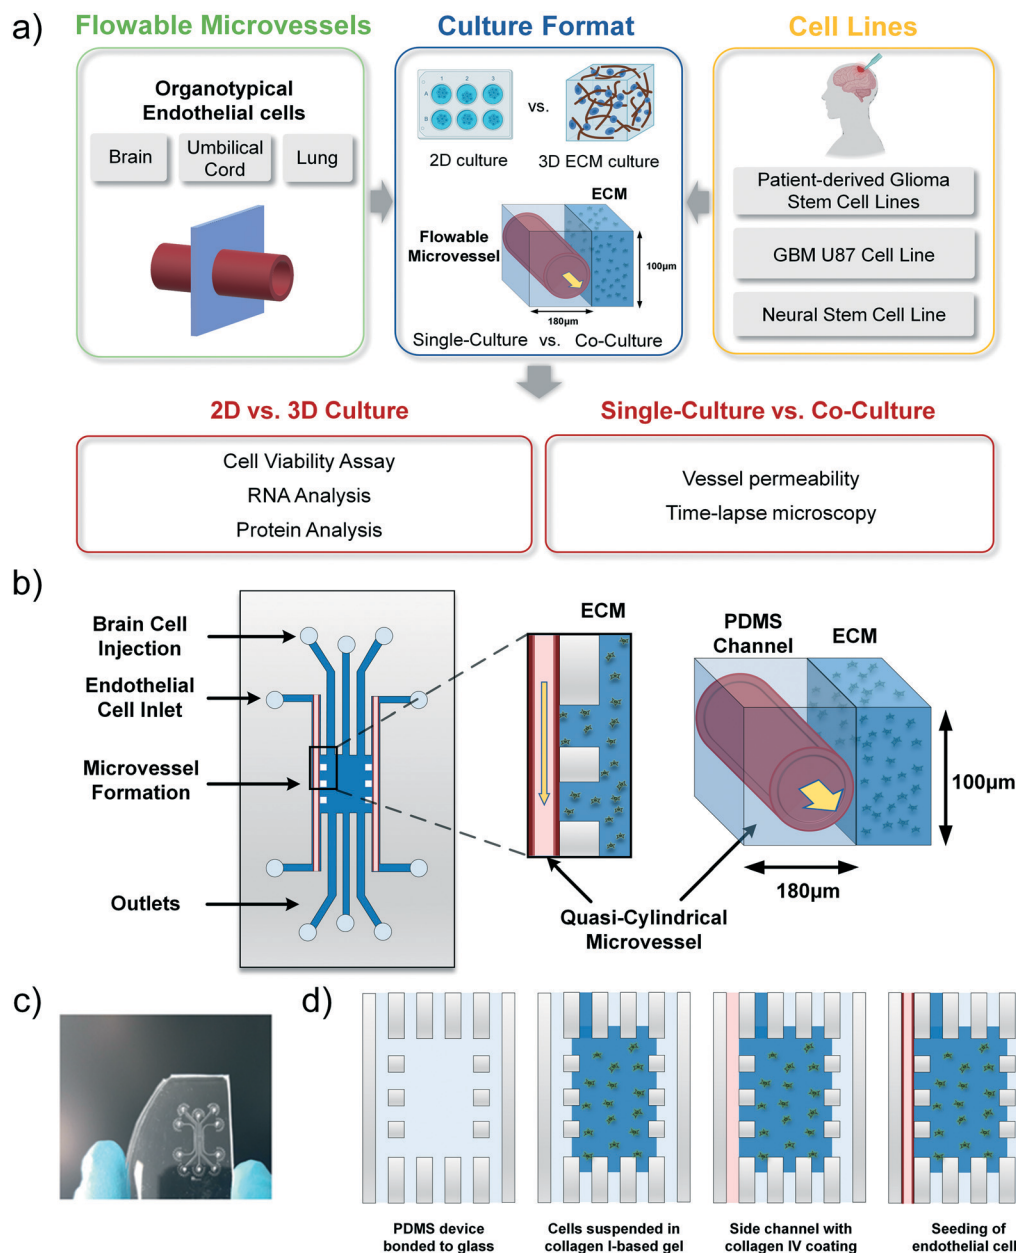 a)
Flowable Microvessels
Culture Format
Cell Lines
Organotypical
Endothelial cells
Brain
Umbilical
Cord
Lung
1 2 3
A
B
vs.
2D culture
3D ECM culture
ECM
Flowable
Microvessel
100µm
180µm
Single-Culture vs. Co-Culture
Patient-derived Glioma
Stem Cell Lines
GBM U87 Cell Line
Neural Stem Cell Line
2D vs. 3D Culture
Single-Culture vs. Co-Culture
Cell Viability Assay
RNA Analysis
Protein Analysis
Vessel permeability
Time-lapse microscopy
b)
Brain Cell
Injection
Endothelial
Cell Inlet
Microvessel
Formation
Outlets
ECM
PDMS
Channel
ECM
100µm
180µm
Quasi-Cylindrical
Microvessel
c)
d)
PDMS device
bonded to glass
Cells suspended in
collagen I-based gel
Side channel with
collagen IV coating
Seeding of
endothelial cell